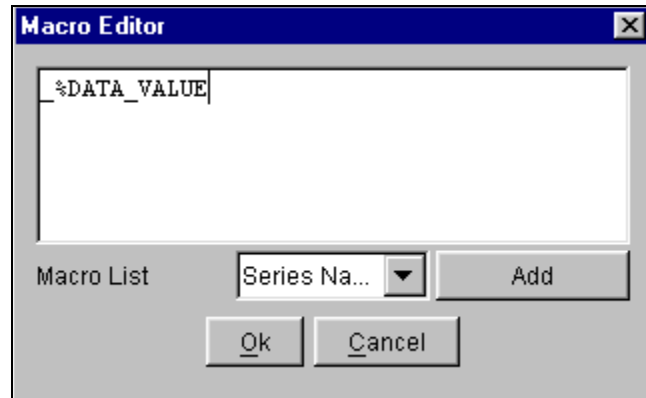 Macro Editor
_%DATA_VALUE
Macro List Series Na... Add
Ok Cancel